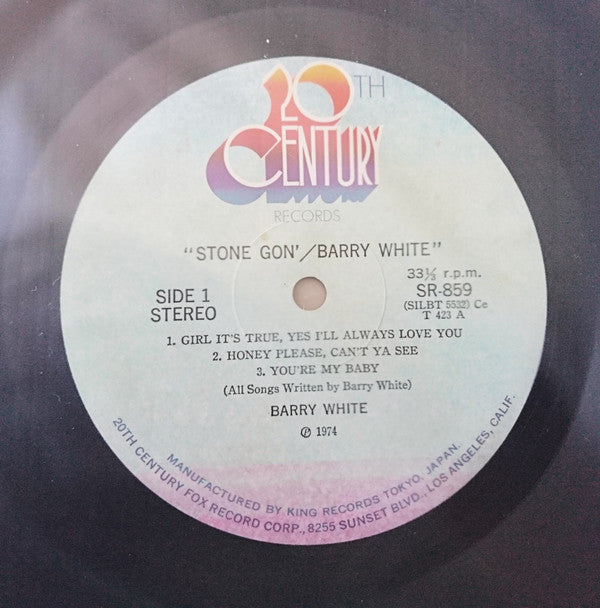 20TH
CENTURY
RECORDS
"STONE GON'/BARRY WHITE"
33⅓ r.p.m.
SIDE 1
SR-859
STEREO
(SILBT 5532) Ce
T 423 A
1. GIRL IT'S TRUE, YES I'LL ALWAYS LOVE YOU
2. HONEY PLEASE, CAN'T YA SEE
3. YOU'RE MY BABY
(All Songs Written by Barry White)
BARRY WHITE
℗ 1974
MANUFACTURED BY KING RECORDS TOKYO JAPAN.
20TH CENTURY FOX RECORD CORP., 8255 SUNSET BLVD., LOS ANGELES, CALIF.